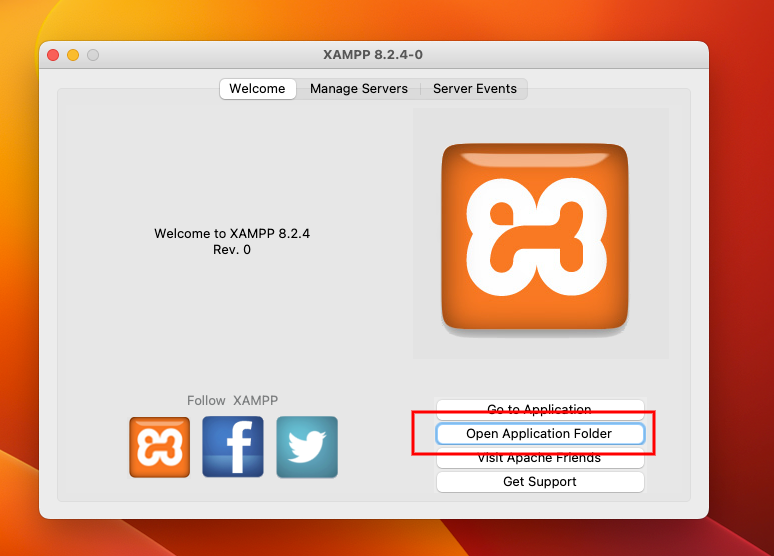 XAMPP 8.2.4-0
Welcome
Manage Servers
Server Events
Welcome to XAMPP 8.2.4
Rev. 0
Follow XAMPP
Go to Application
Open Application Folder
Visit Apache Friends
Get Support